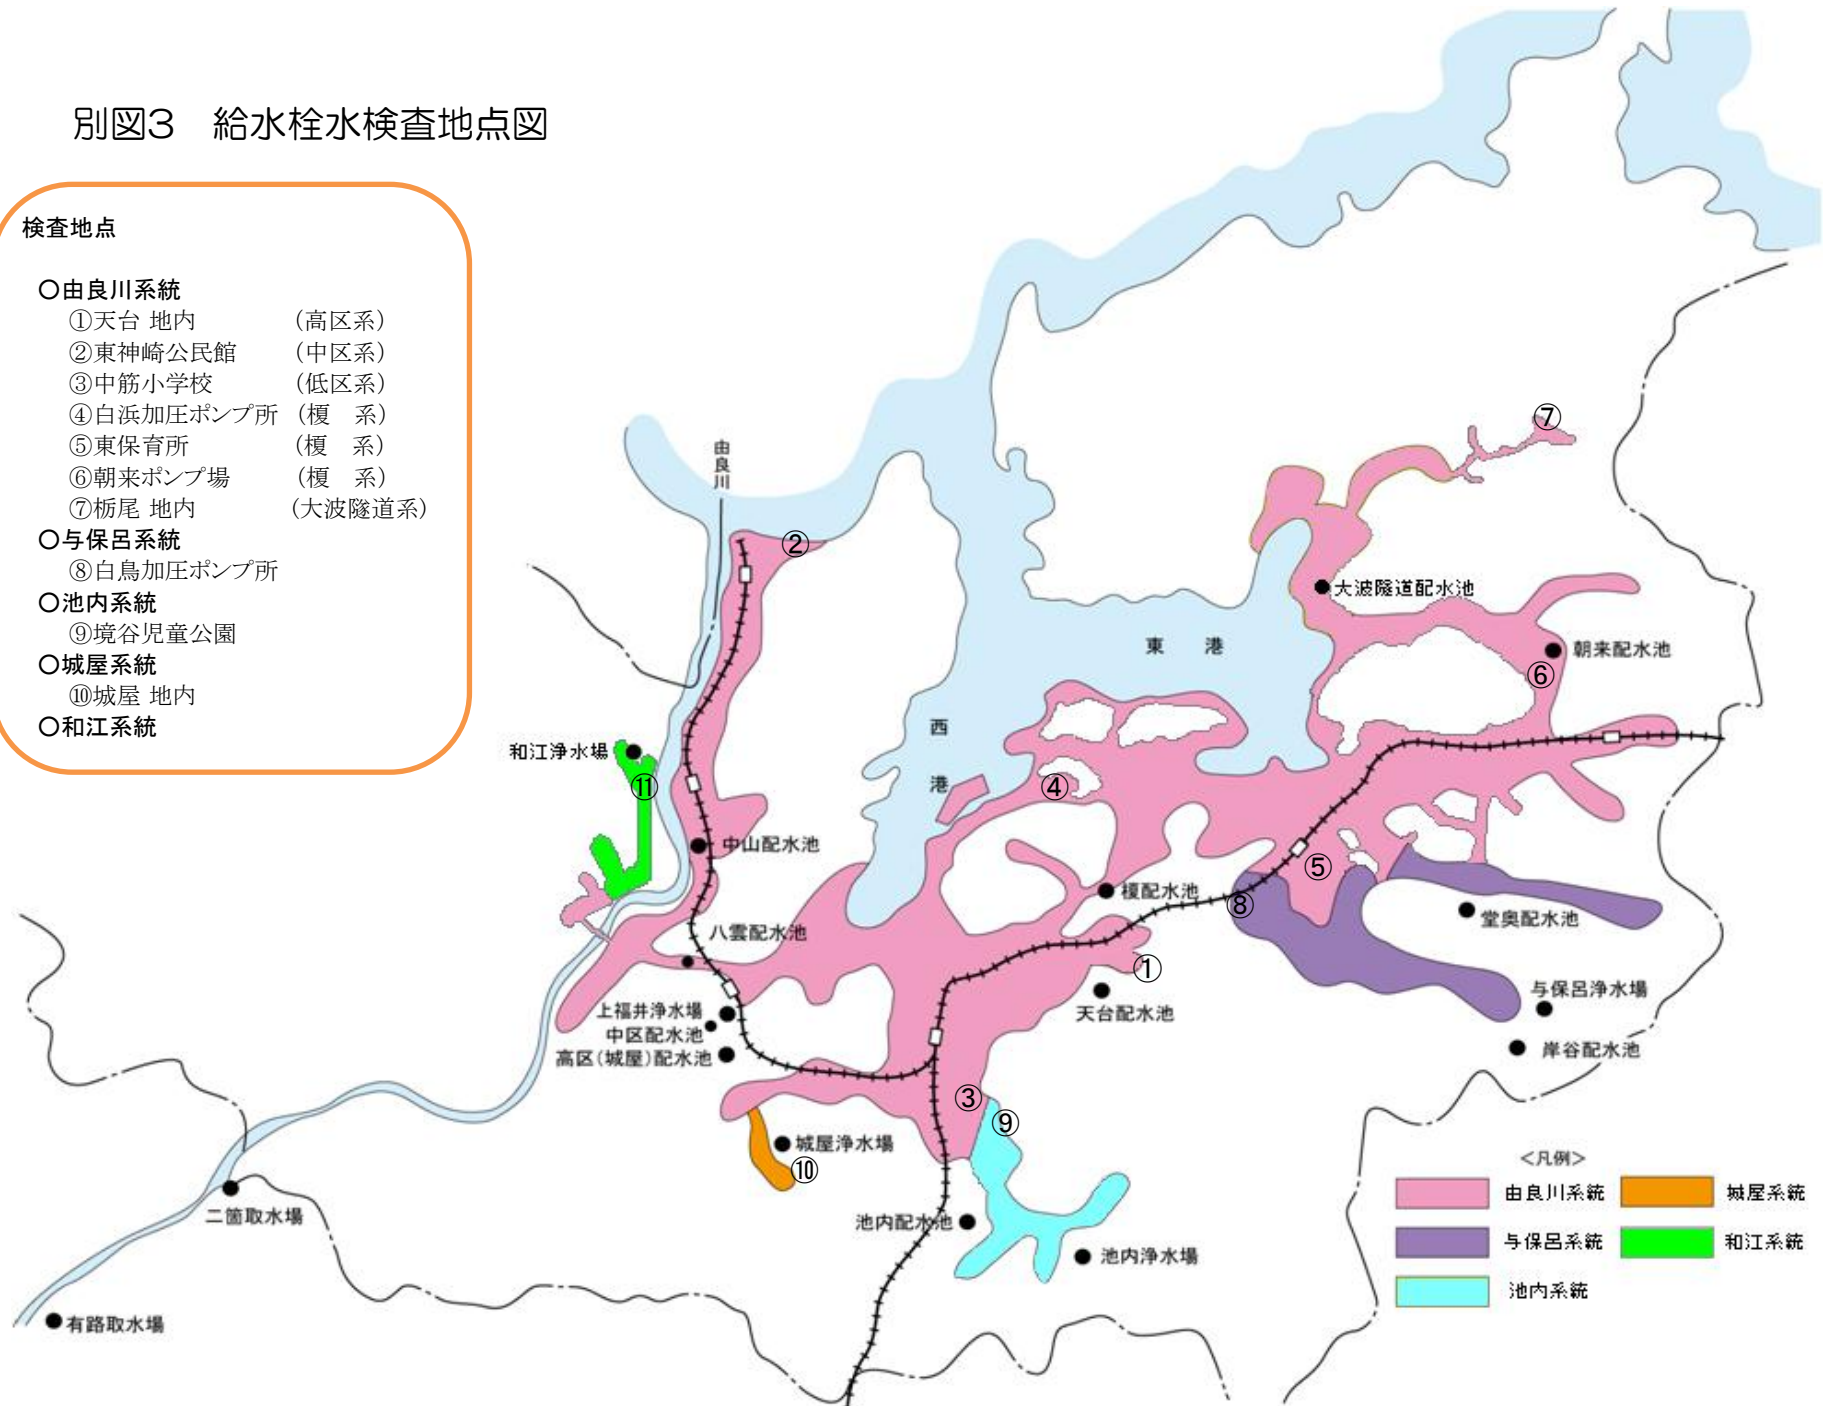 別図3　給水栓水検査地点図
検査地点
〇由良川系統
①天台 地内 (高区系)
②東神崎公民館 (中区系)
③中筋小学校 (低区系)
④白浜加圧ポンプ所 (榎　系)
⑤東保育所 (榎　系)
⑥朝来ポンプ場 (榎　系)
⑦栃尾 地内 (大波隧道系)
〇与保呂系統
⑧白鳥加圧ポンプ所
〇池内系統
⑨境谷児童公園
〇城屋系統
⑩城屋 地内
〇和江系統
由良川
⑦
②
大波隧道配水池
東　港
朝来配水池
⑥
西港
和江浄水場
⑪
④
中山配水池
⑤
榎配水池
⑧
堂奥配水池
八雲配水池
①
天台配水池
与保呂浄水場
岸谷配水池
上福井浄水場
中区配水池
高区(城屋)配水池
③
⑨
城屋浄水場
⑩
二箇取水場
池内配水池
池内浄水場
有路取水場
＜凡例＞
由良川系統
城屋系統
与保呂系統
和江系統
池内系統